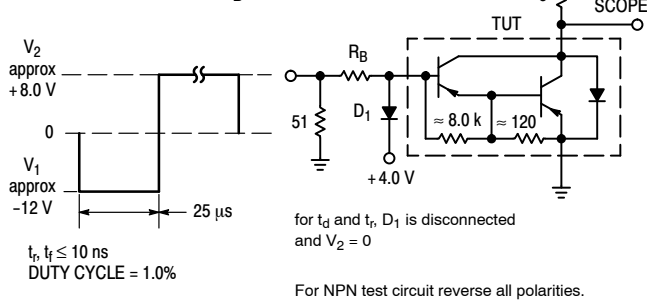 SCOPE
TUT
V2
approx
+8.0 V
0
V1
approx
-12 V
25 µs
tr, tf ≤ 10 ns
DUTY CYCLE = 1.0%
RB
51
D1
+4.0 V
≈ 8.0 k
≈ 120
for td and tr, D1 is disconnected
and V2 = 0
For NPN test circuit reverse all polarities.